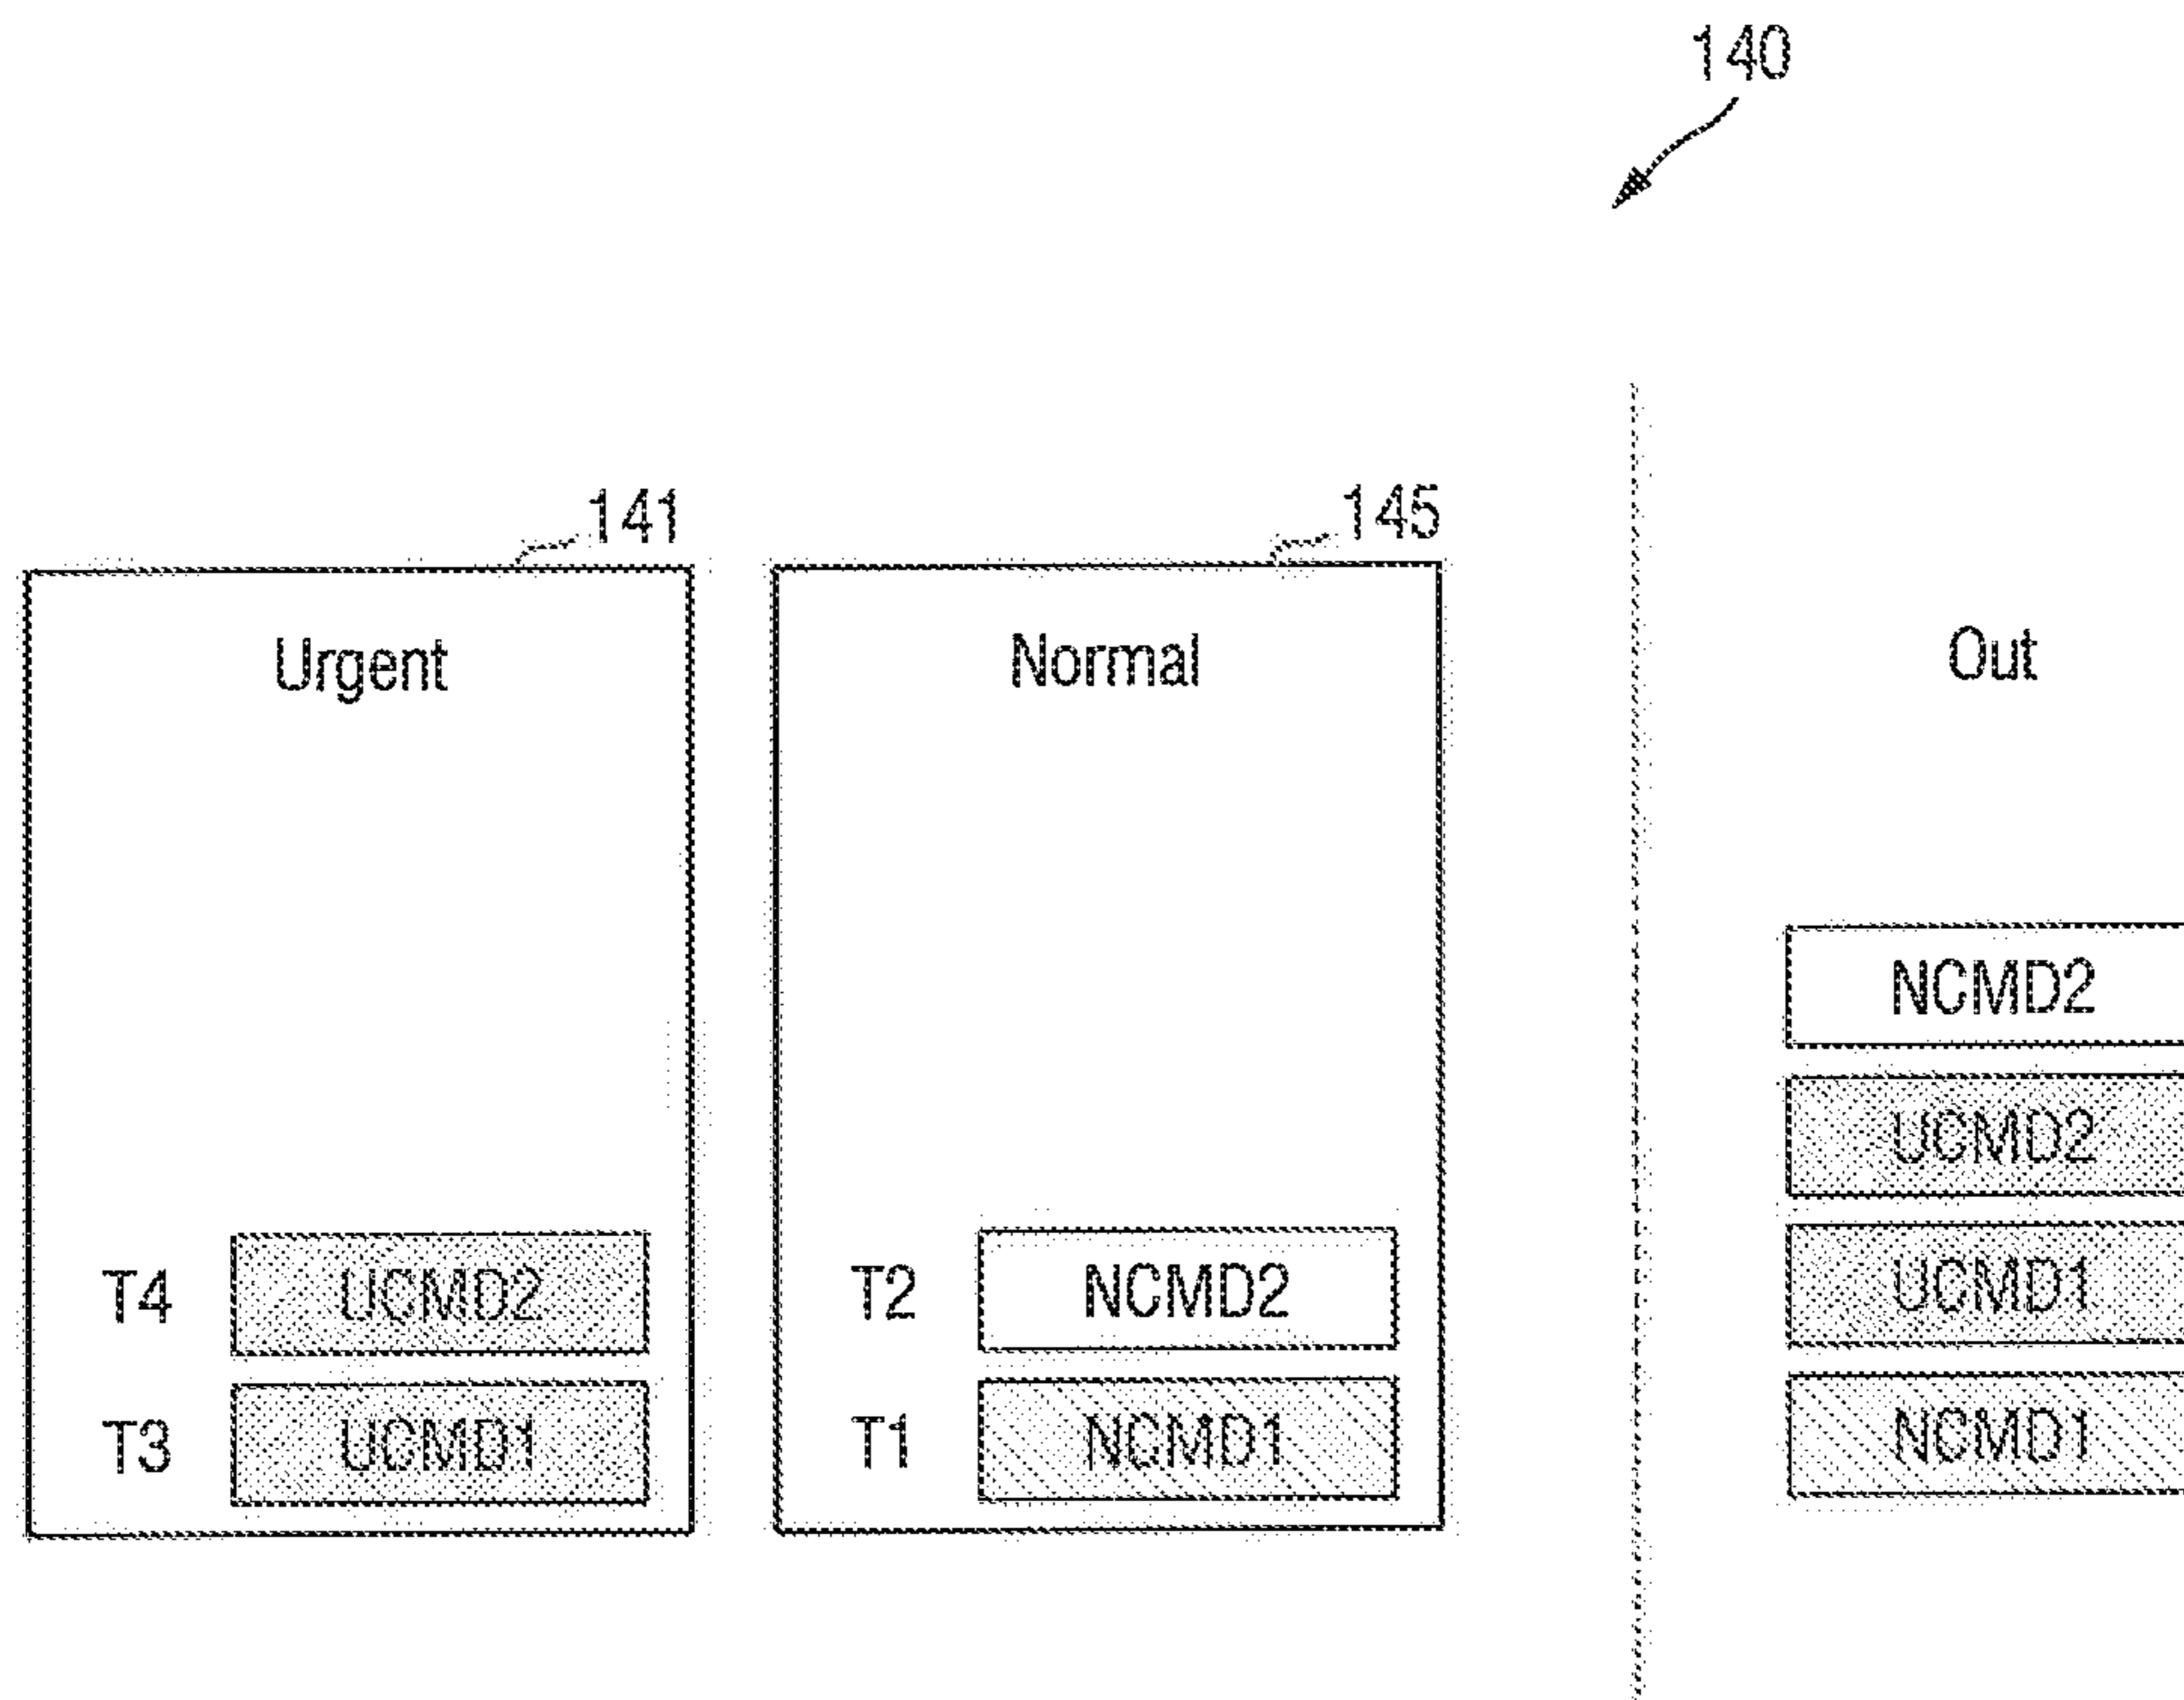 140
141
145
Urgent
Normal
Out
NCMD2
UCMD2
T4 UCMD2
T2 NCMD2
UCMD1
T3 UCMD1
T1 NCMD1
NCMD1